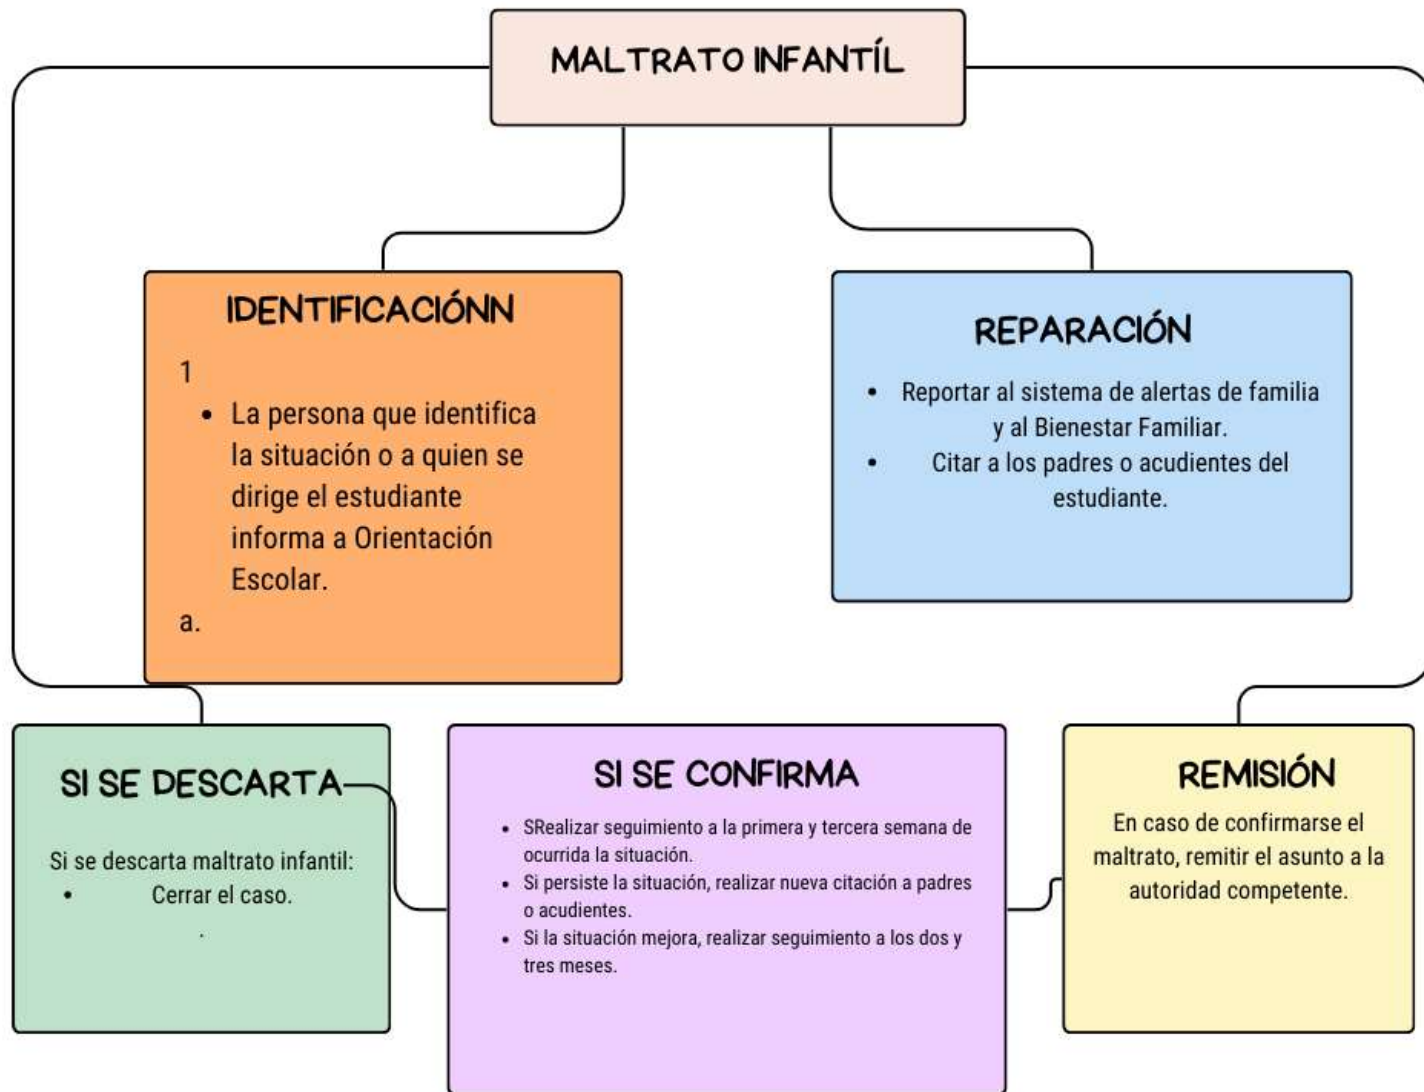 MALTRATO INFANTÍL
IDENTIFICACIÓNN
1
• La persona que identifica
la situación o a quien se
dirige el estudiante
informa a Orientación
Escolar.
a.
REPARACIÓN
• Reportar al sistema de alertas de familia
y al Bienestar Familiar.
• Citar a los padres o acudientes del
estudiante.
SI SE DESCARTA
Si se descarta maltrato infantil:
• Cerrar el caso.
.
SI SE CONFIRMA
• SRealizar seguimiento a la primera y tercera semana de
ocurrida la situación.
• Si persiste la situación, realizar nueva citación a padres
o acudientes.
• Si la situación mejora, realizar seguimiento a los dos y
tres meses.
REMISIÓN
En caso de confirmarse el
maltrato, remitir el asunto a la
autoridad competente.